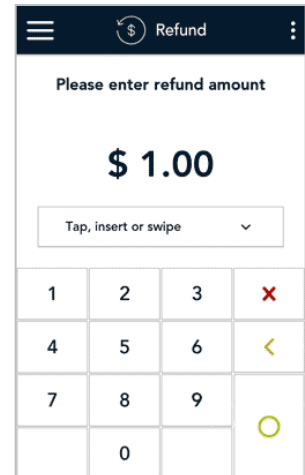 $ Refund
Please enter refund amount
$ 1.00
Tap, insert or swipe
1 2 3
4 5 6
7 8 9
0